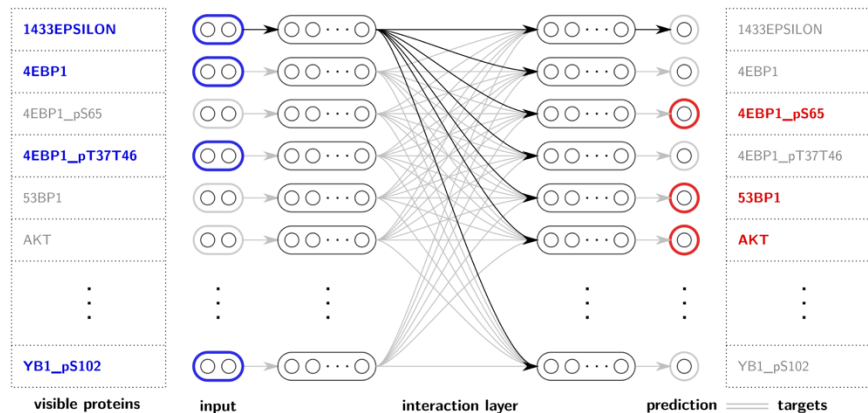 1433EPSILON
4EBP1
4EBP1_pS65
4EBP1_pT37T46
53BP1
AKT
YB1_pS102
visible proteins
input
interaction layer
prediction
targets
1433EPSILON
4EBP1
4EBP1_pS65
4EBP1_pT37T46
53BP1
AKT
YB1_pS102